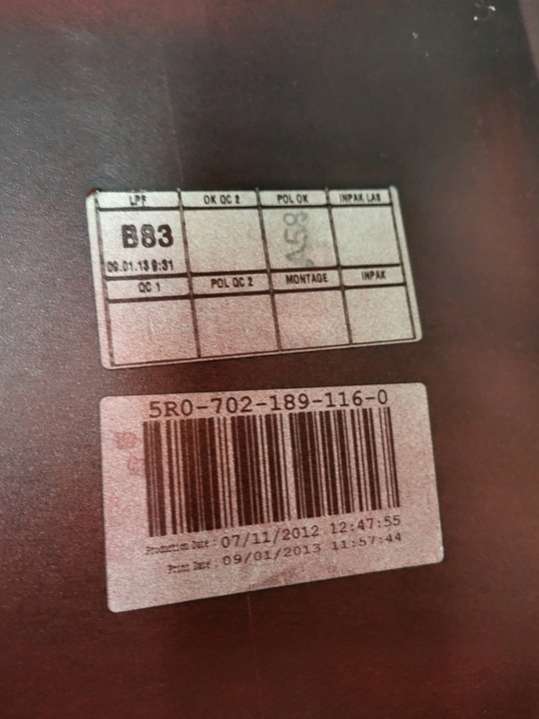 LPF OK QC 2 POL OK INPAK LAS
B83 A58
09.01.13 9:31
QC 1 POL QC 2 MONTAGE INPAK
5R0-702-189-116-0
Production Date : 07/11/2012 12:47:55
Print Date : 09/01/2013 11:57:44